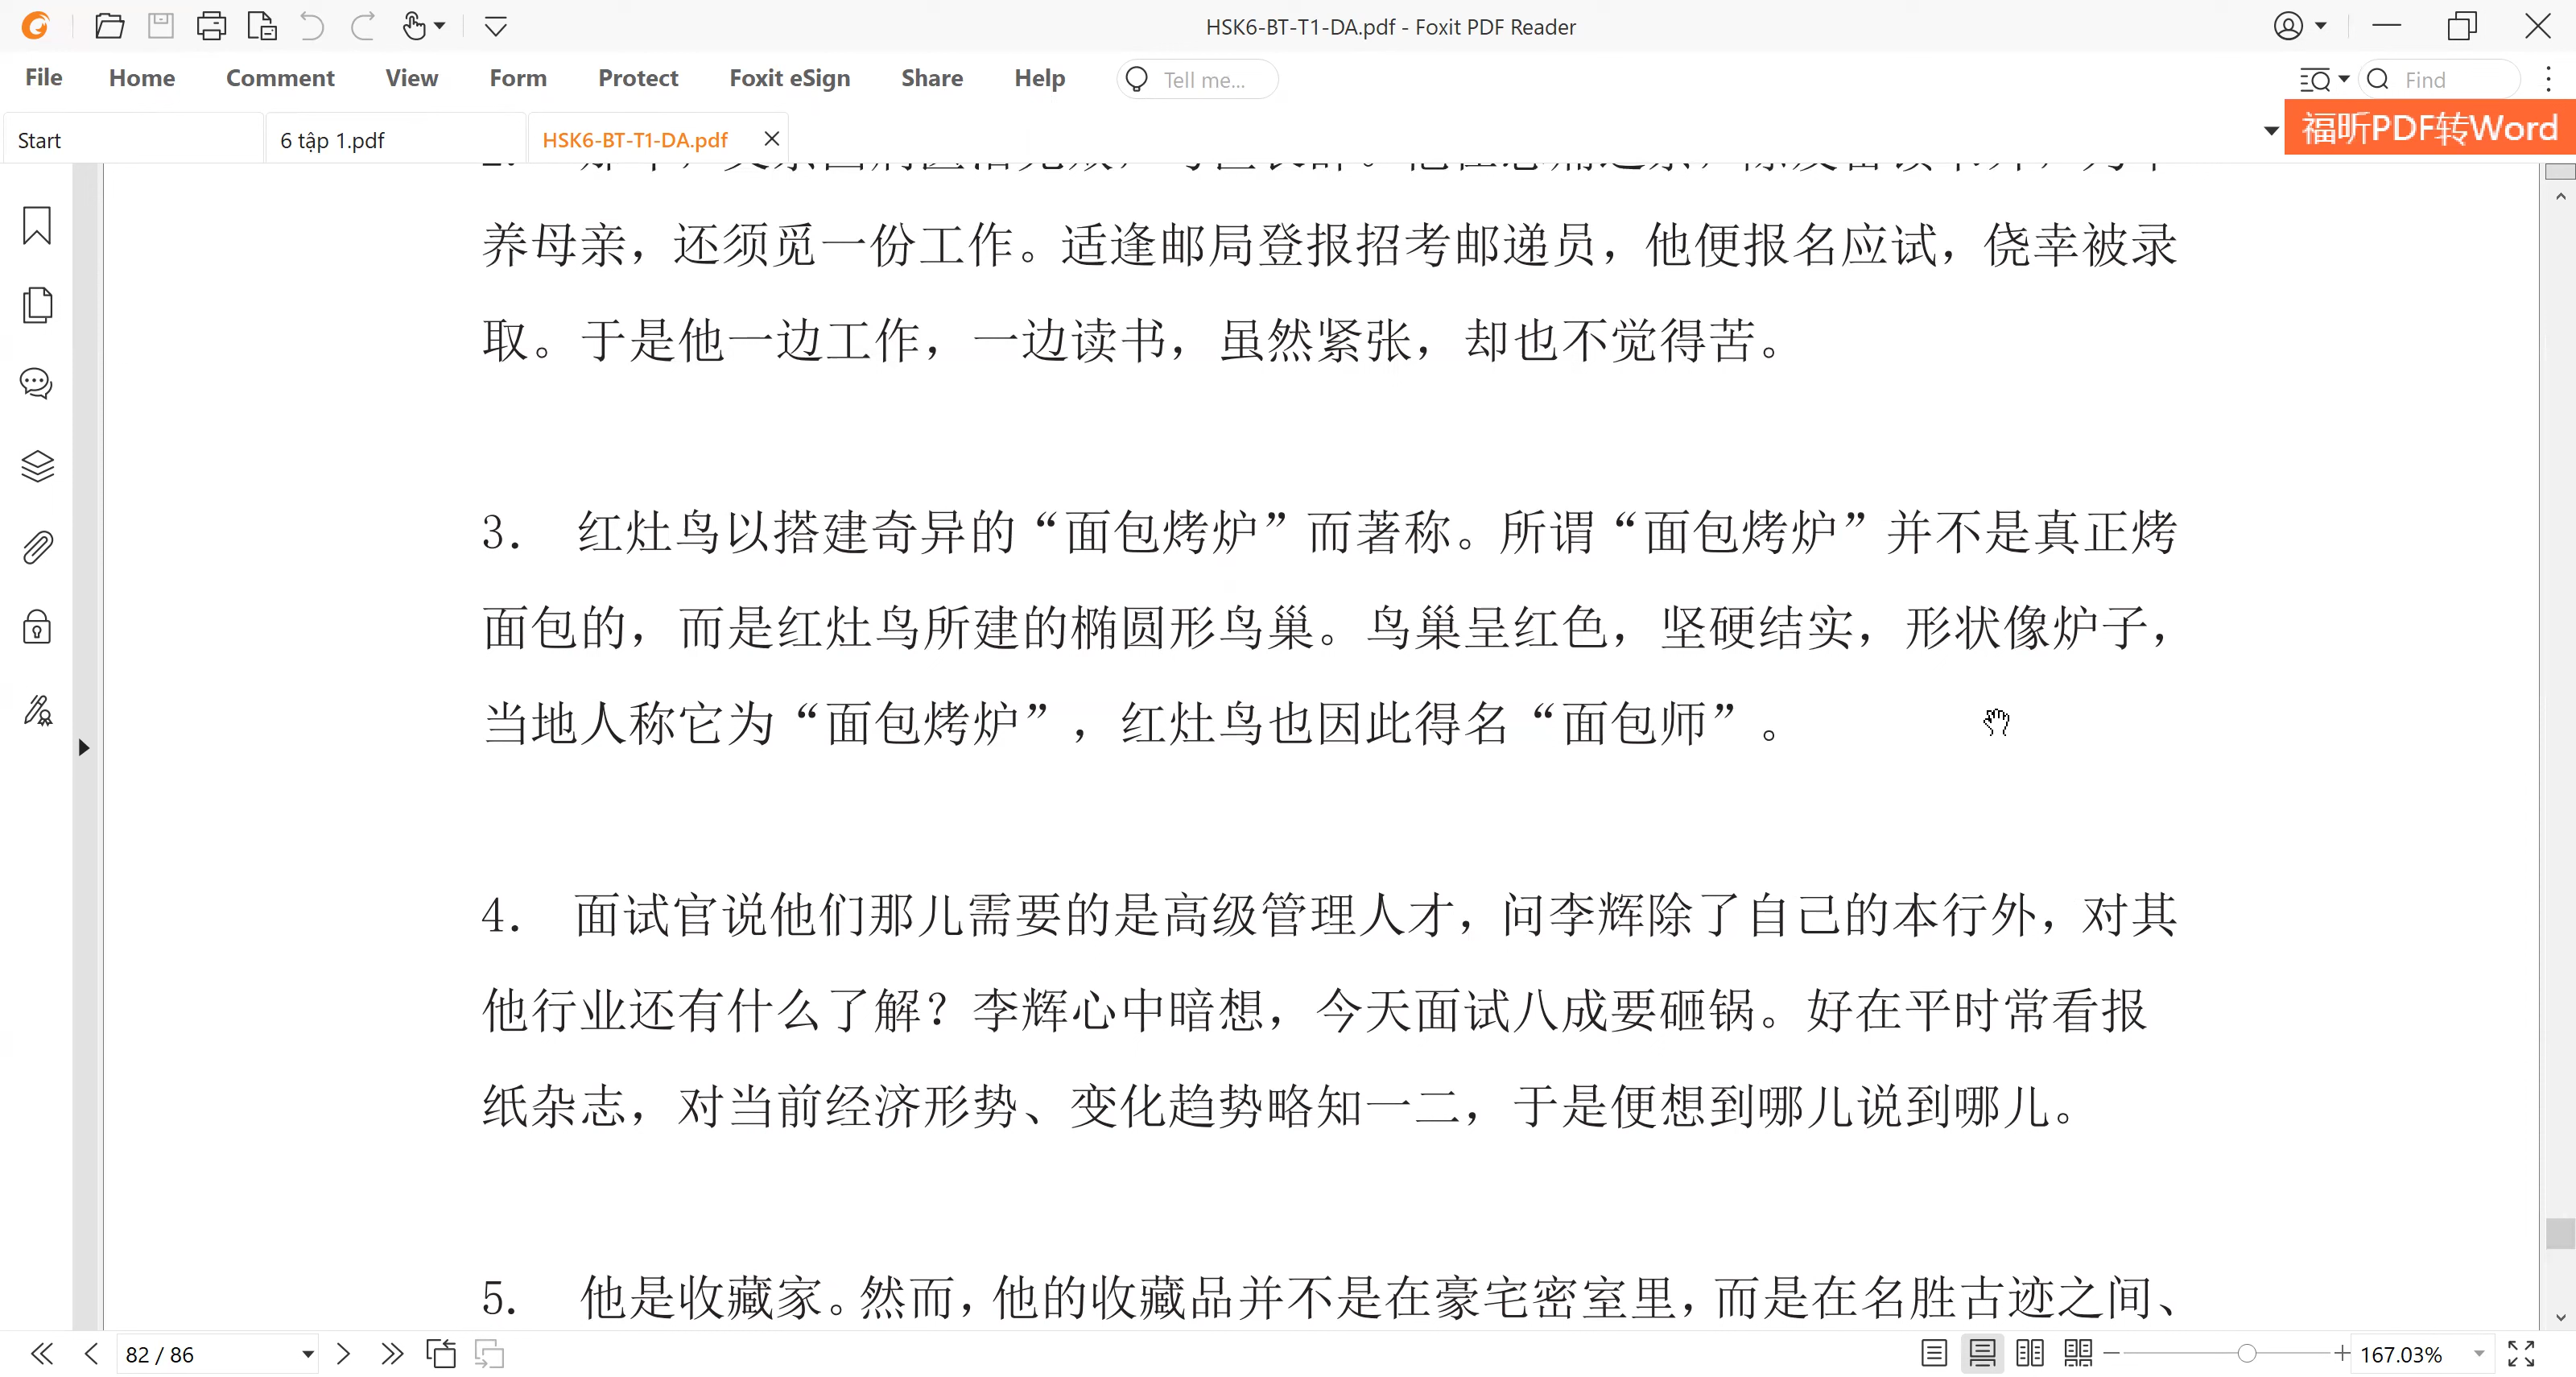 HSK6-BT-T1-DA.pdf - Foxit PDF Reader
File Home Comment View Form Protect Foxit eSign Share Help Tell me... Find
Start 6 tập 1.pdf HSK6-BT-T1-DA.pdf 福昕PDF转Word
养母亲，还须觅一份工作。适逢邮局登报招考邮递员，他便报名应试，侥幸被录
取。于是他一边工作，一边读书，虽然紧张，却也不觉得苦。
3. 红灶鸟以搭建奇异的“面包烤炉”而著称。所谓“面包烤炉”并不是真正烤
面包的，而是红灶鸟所建的椭圆形鸟巢。鸟巢呈红色，坚硬结实，形状像炉子，
当地人称它为“面包烤炉”，红灶鸟也因此得名“面包师”。
4. 面试官说他们那儿需要的是高级管理人才，问李辉除了自己的本行外，对其
他行业还有什么了解？李辉心中暗想，今天面试八成要砸锅。好在平时常看报
纸杂志，对当前经济形势、变化趋势略知一二，于是便想到哪儿说到哪儿。
5. 他是收藏家。然而，他的收藏品并不是在豪宅密室里，而是在名胜古迹之间、
82 / 86 167.03%